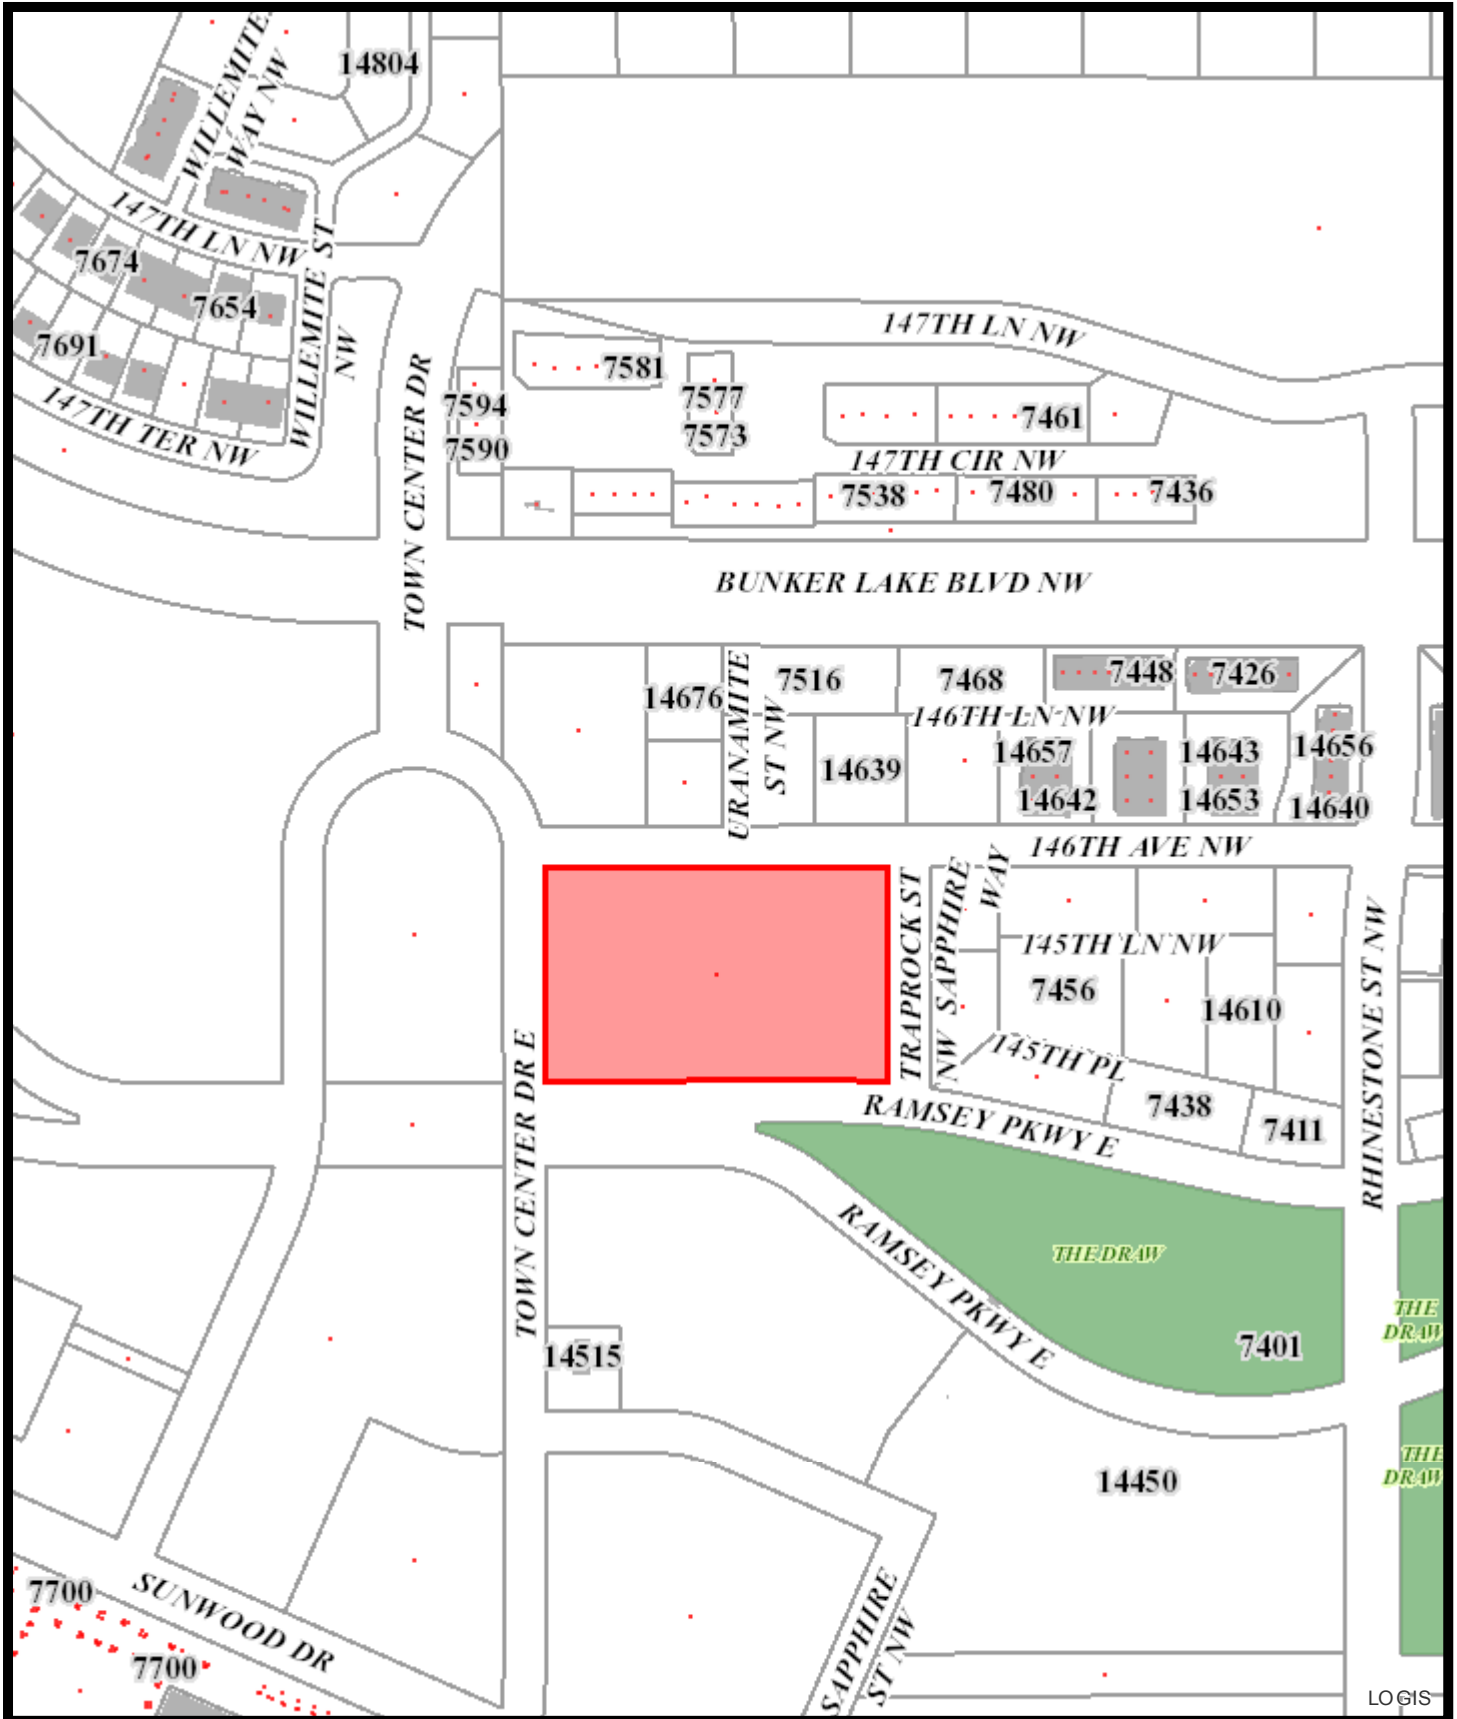 14804
WILLEMITE
WAY NW
147TH LN NW
7674
7654
7691
WILLEMITE ST
NW
147TH TER NW
TOWN CENTER DR
147TH LN NW
7581
7577
7573
7594
7590
7461
147TH CIR NW
7538
7480
7436
BUNKER LAKE BLVD NW
14676
URANAMITE
ST NW
7516
7468
7448
7426
146TH LN NW
14639
14657
14642
14643
14653
14656
14640
146TH AVE NW
TRAPROCK ST
NW
SAPPHIRE
WAY
145TH LN NW
7456
14610
145TH PL
7438
7411
RHINESTONE ST NW
RAMSEY PKWY E
TOWN CENTER DR E
THE DRAW
RAMSEY PKWY E
7401
THE
DRAW
14515
14450
THE
DRAW
7700
SUNWOOD DR
7700
SAPPHIRE
ST NW
LOGIS